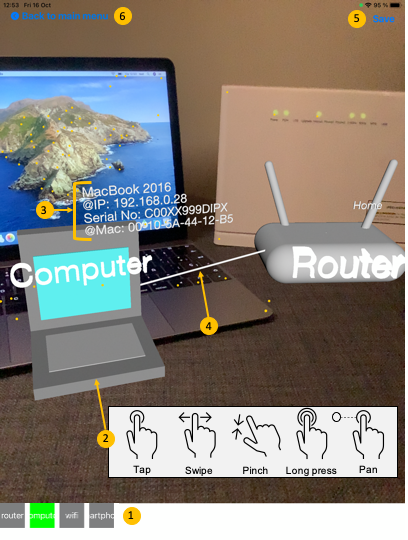 12:53 Fri 16 Oct
95 %
Back to main menu
6
5
Save
3
MacBook 2016
@IP: 192.168.0.28
Serial No: C00XX999DIPX
@Mac: 00-10-5A-44-12-B5
Home
Computer
Router
4
2
Tap
Swipe
Pinch
Long press
Pan
router
omput
wifi
artpho
1